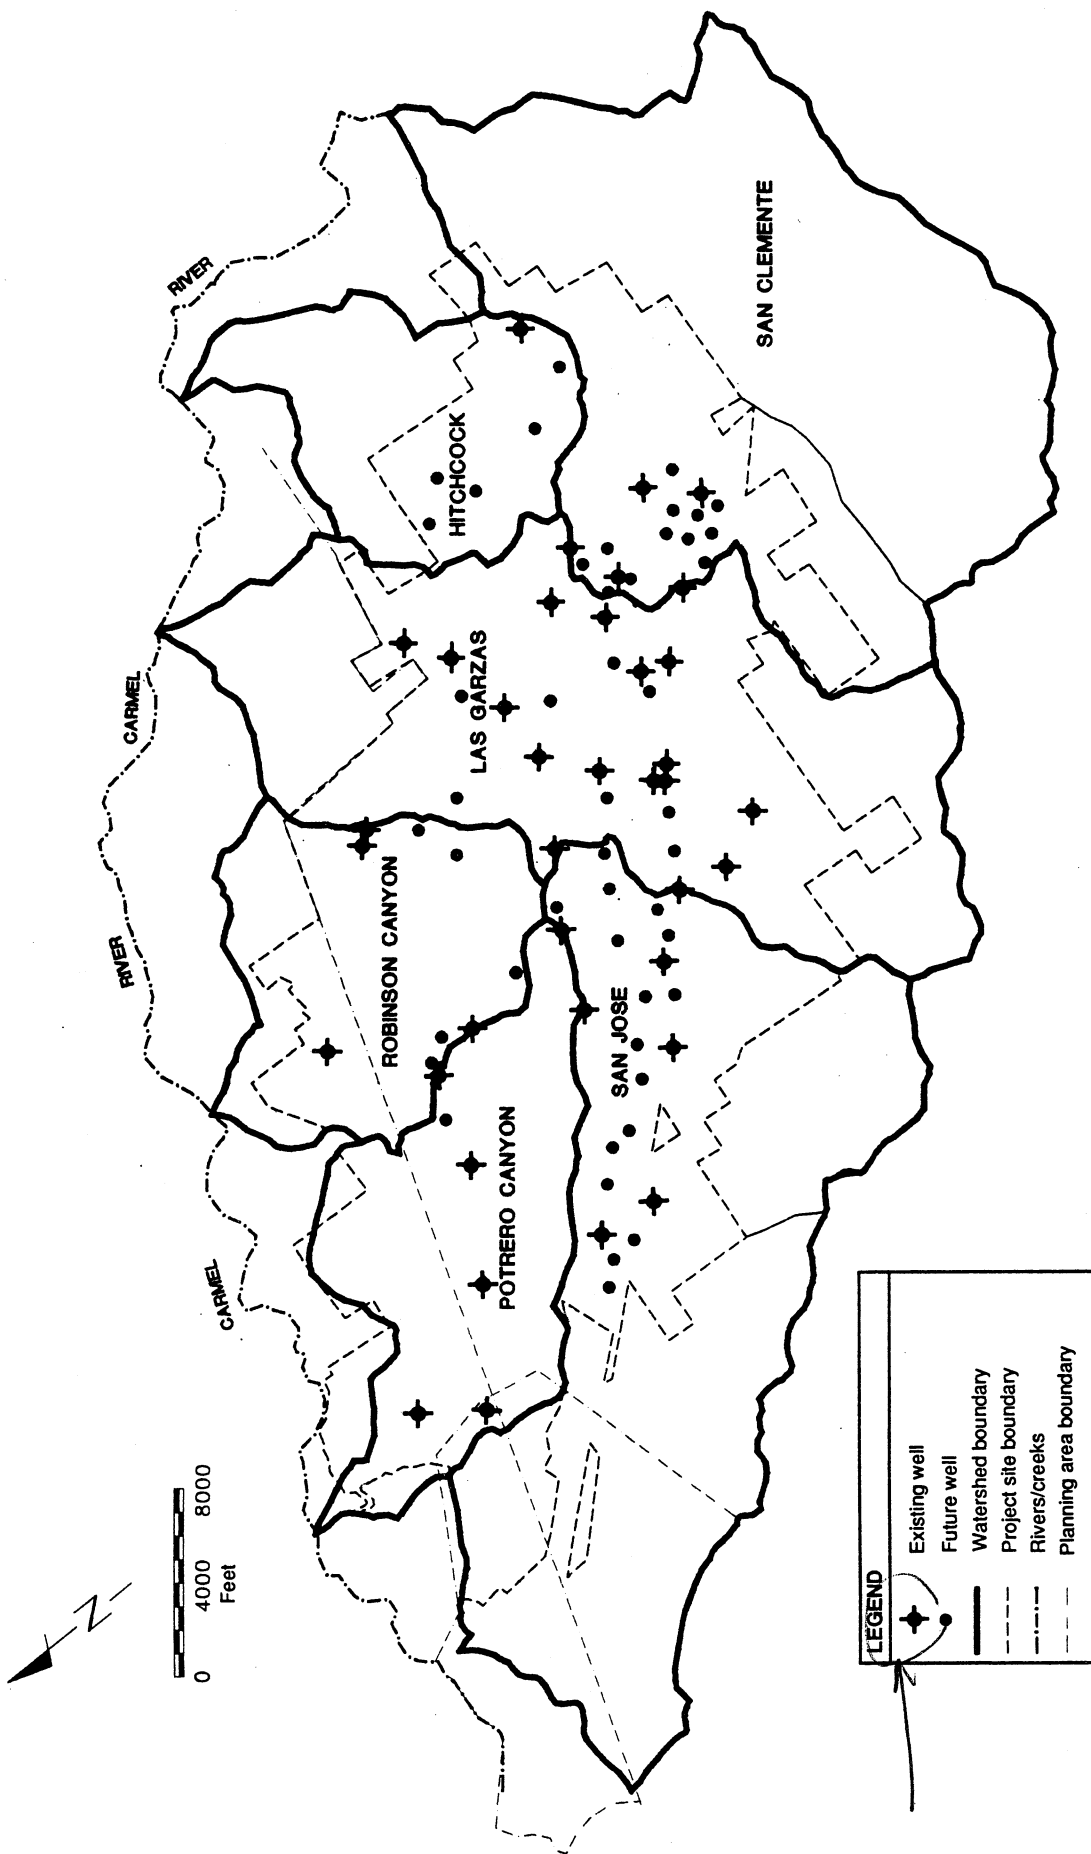 RIVER
SAN CLEMENTE
HITCHCOCK
CARMEL
LAS GARZAS
RIVER
ROBINSON CANYON
SAN JOSE
POTRERO CANYON
CARMEL
N
0 4000 8000
Feet
LEGEND
Existing well
Future well
Watershed boundary
Project site boundary
Rivers/creeks
Planning area boundary